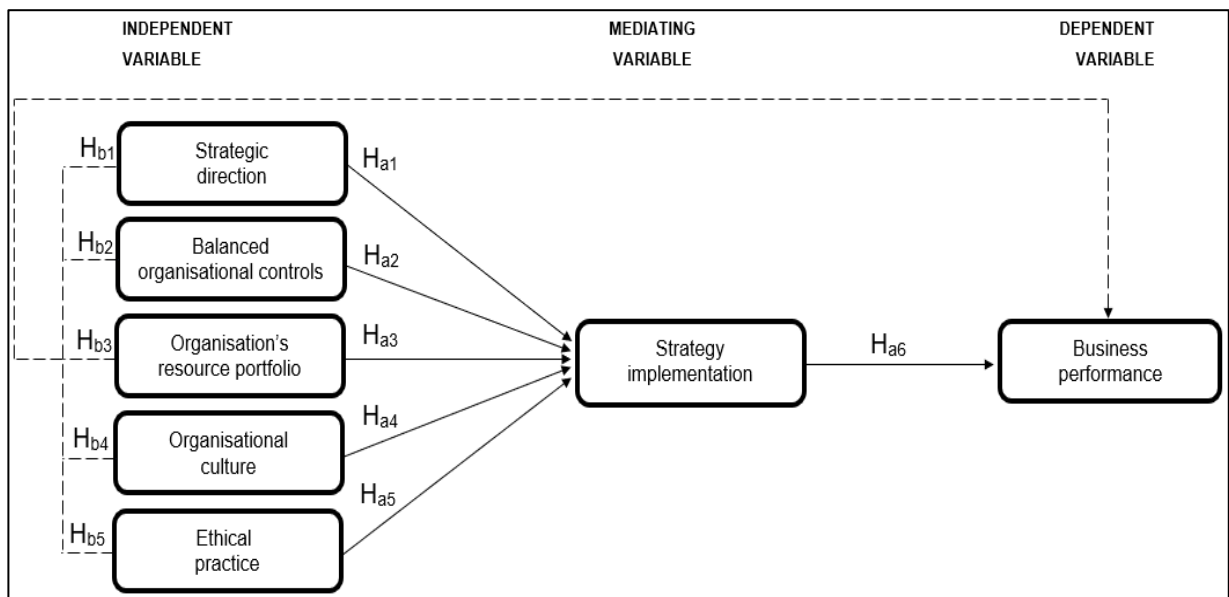 INDEPENDENT
VARIABLE
MEDIATING
VARIABLE
DEPENDENT
VARIABLE
Hb1
Strategic
direction
Ha1
Hb2
Balanced
organisational controls
Ha2
Hb3
Organisation's
resource portfolio
Ha3
Hb4
Organisational
culture
Ha4
Hb5
Ethical
practice
Ha5
Strategy
implementation
Ha6
Business
performance